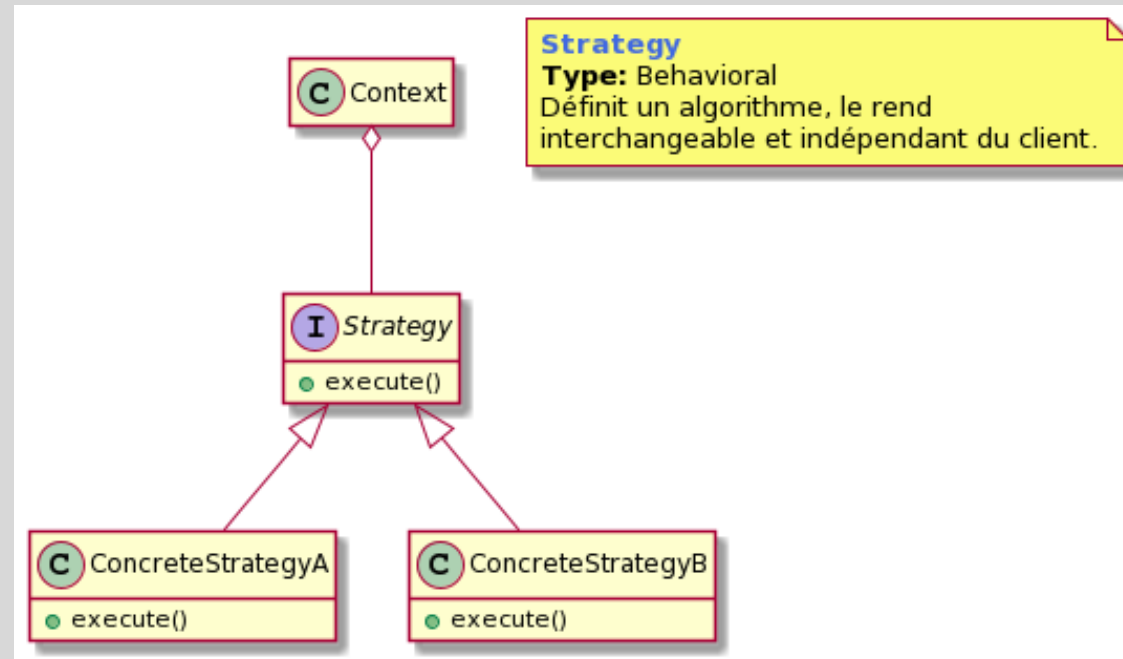 Strategy
Type: Behavioral
Définit un algorithme, le rend
interchangeable et indépendant du client.
C Context
I Strategy
execute()
C ConcreteStrategyA
execute()
C ConcreteStrategyB
execute()